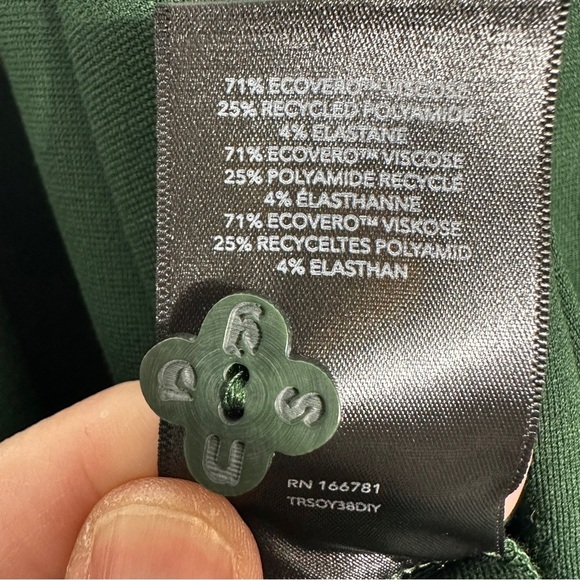 71% ECOVERO™ VISCOSE
25% RECYCLED POLYAMIDE
4% ELASTANE
71% ECOVERO™ VISCOSE
25% POLYAMIDE RECYCLÉ
4% ÉLASTHANNE
71% ECOVERO™ VISKOSE
25% RECYCELTES POLYAMID
4% ELASTHAN
RN 166781
TRSOY38DIY